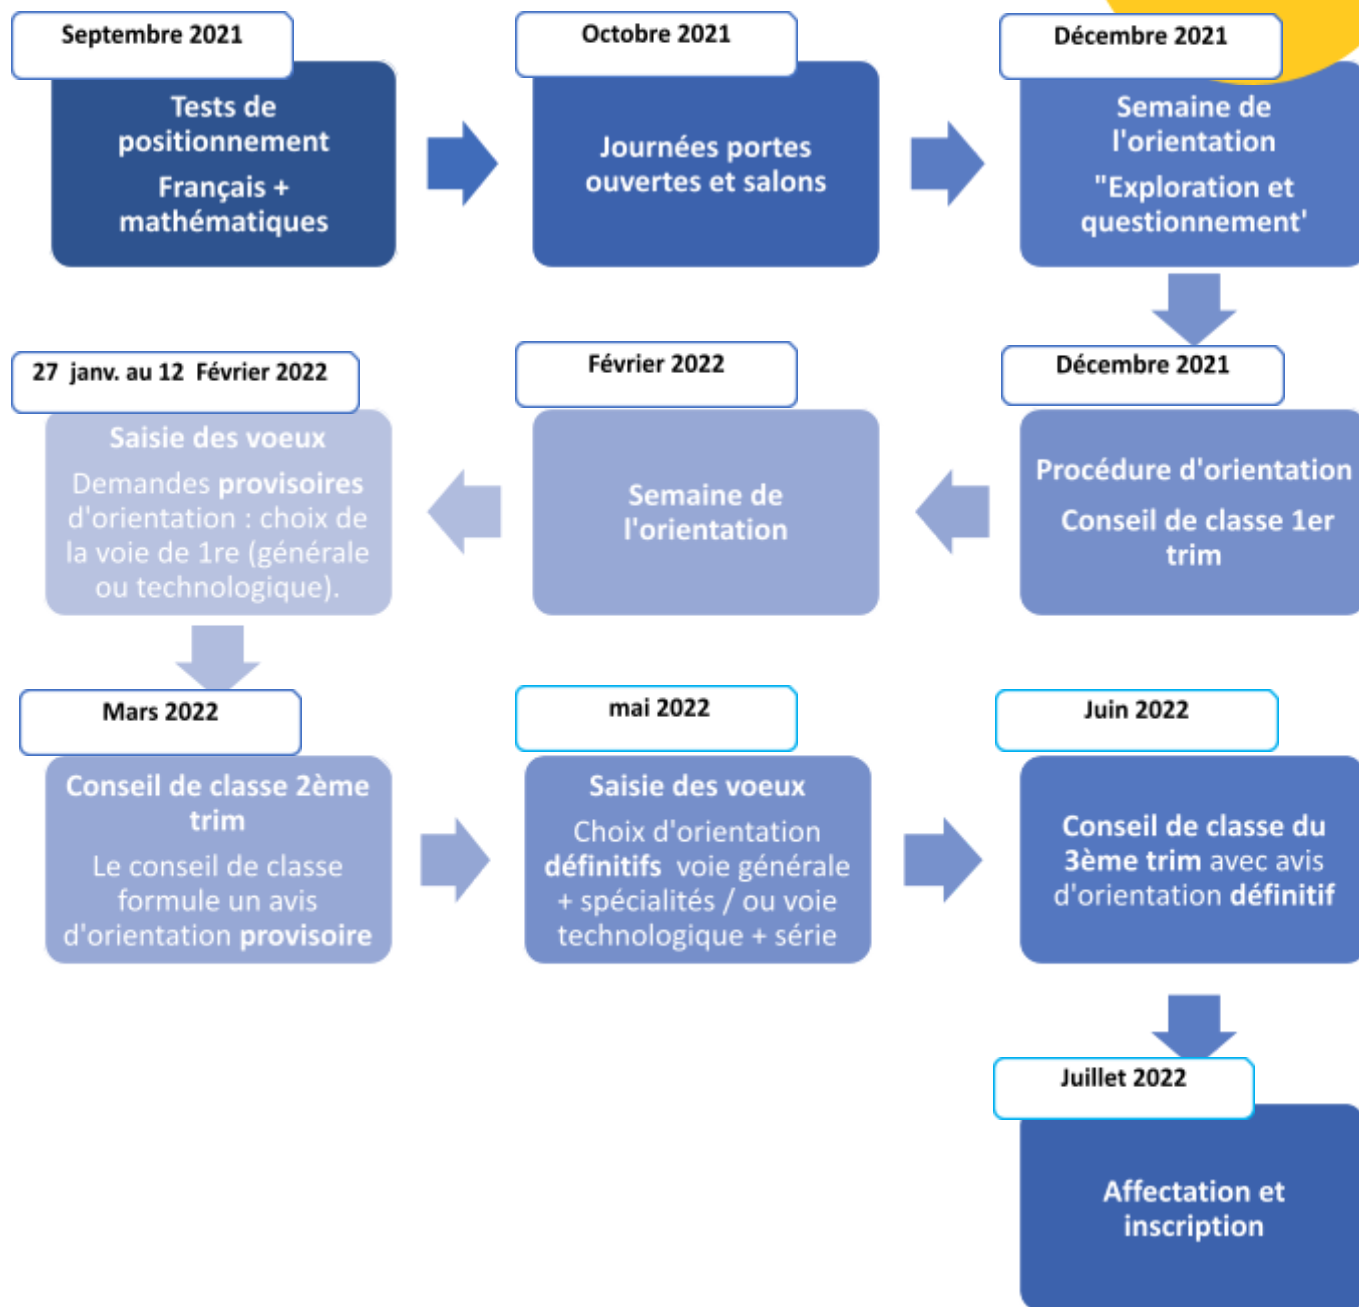 Septembre 2021
Tests de
positionnement
Français +
mathématiques
Octobre 2021
Journées portes
ouvertes et salons
Décembre 2021
Semaine de
l'orientation
"Exploration et
questionnement'
Décembre 2021
Procédure d'orientation
Conseil de classe 1er
trim
Février 2022
Semaine de
l'orientation
27 janv. au 12 Février 2022
Saisie des voeux
Demandes provisoires
d'orientation : choix de
la voie de 1re (générale
ou technologique).
Mars 2022
Conseil de classe 2ème
trim
Le conseil de classe
formule un avis
d'orientation provisoire
mai 2022
Saisie des voeux
Choix d'orientation
définitifs voie générale
+ spécialités / ou voie
technologique + série
Juin 2022
Conseil de classe du
3ème trim avec avis
d'orientation définitif
Juillet 2022
Affectation et
inscription